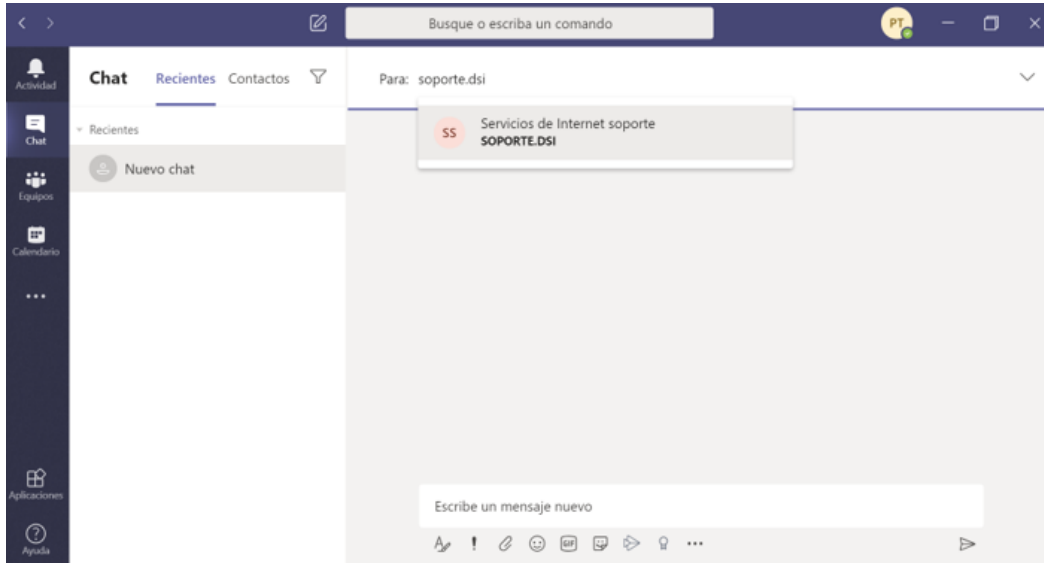 Busque o escriba un comando
PT
Actividad
Chat
Equipos
Calendario
Aplicaciones
Ayuda
Chat Recientes Contactos
Recientes
Nuevo chat
Para: soporte.dsi
SS
Servicios de Internet soporte
SOPORTE.DSI
Escribe un mensaje nuevo
GIF